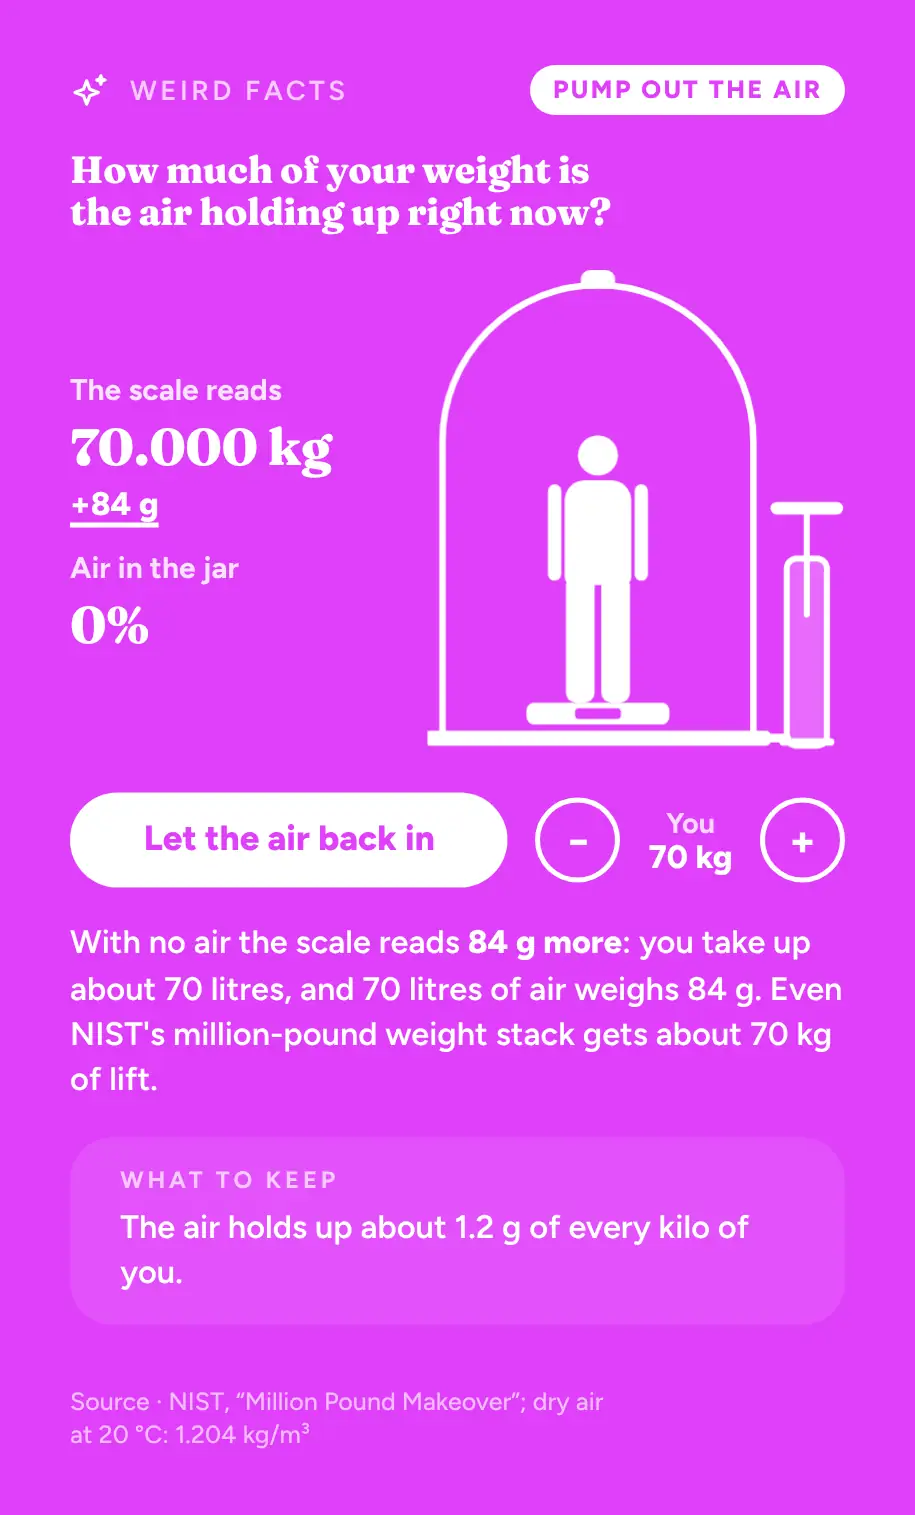 WEIRD FACTS
PUMP OUT THE AIR
How much of your weight is
the air holding up right now?
The scale reads
70.000 kg
+84 g
Air in the jar
0%
Let the air back in
−
You
70 kg
+
With no air the scale reads 84 g more: you take up
about 70 litres, and 70 litres of air weighs 84 g. Even
NIST's million-pound weight stack gets about 70 kg
of lift.
WHAT TO KEEP
The air holds up about 1.2 g of every kilo of
you.
Source · NIST, “Million Pound Makeover”; dry air
at 20 °C: 1.204 kg/m³